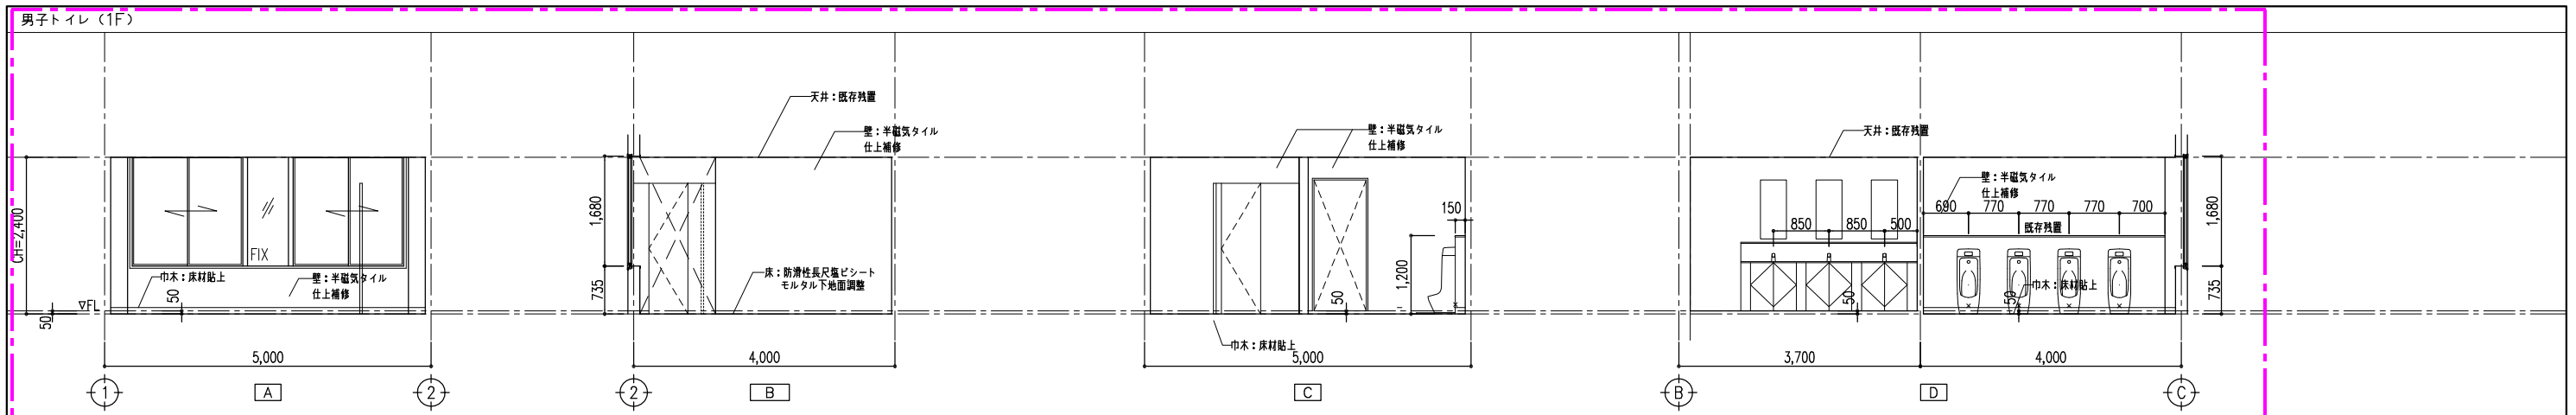 男子トイレ(1F)
CH=2,400
50
▽FL
FIX
巾木：床材貼上
50
壁：半磁気タイル
仕上補修
5,000
1
A
2
天井：既存残置
壁：半磁気タイル
仕上補修
1,680
735
床：防滑性長尺塩ビシート
モルタル下地面調整
4,000
2
B
壁：半磁気タイル
仕上補修
150
1,200
50
巾木：床材貼上
5,000
C
天井：既存残置
850
850
500
50
3,700
B
壁：半磁気タイル
仕上補修
690
770
770
770
700
既存残置
巾木：床材貼上
50
1,680
735
4,000
D
C